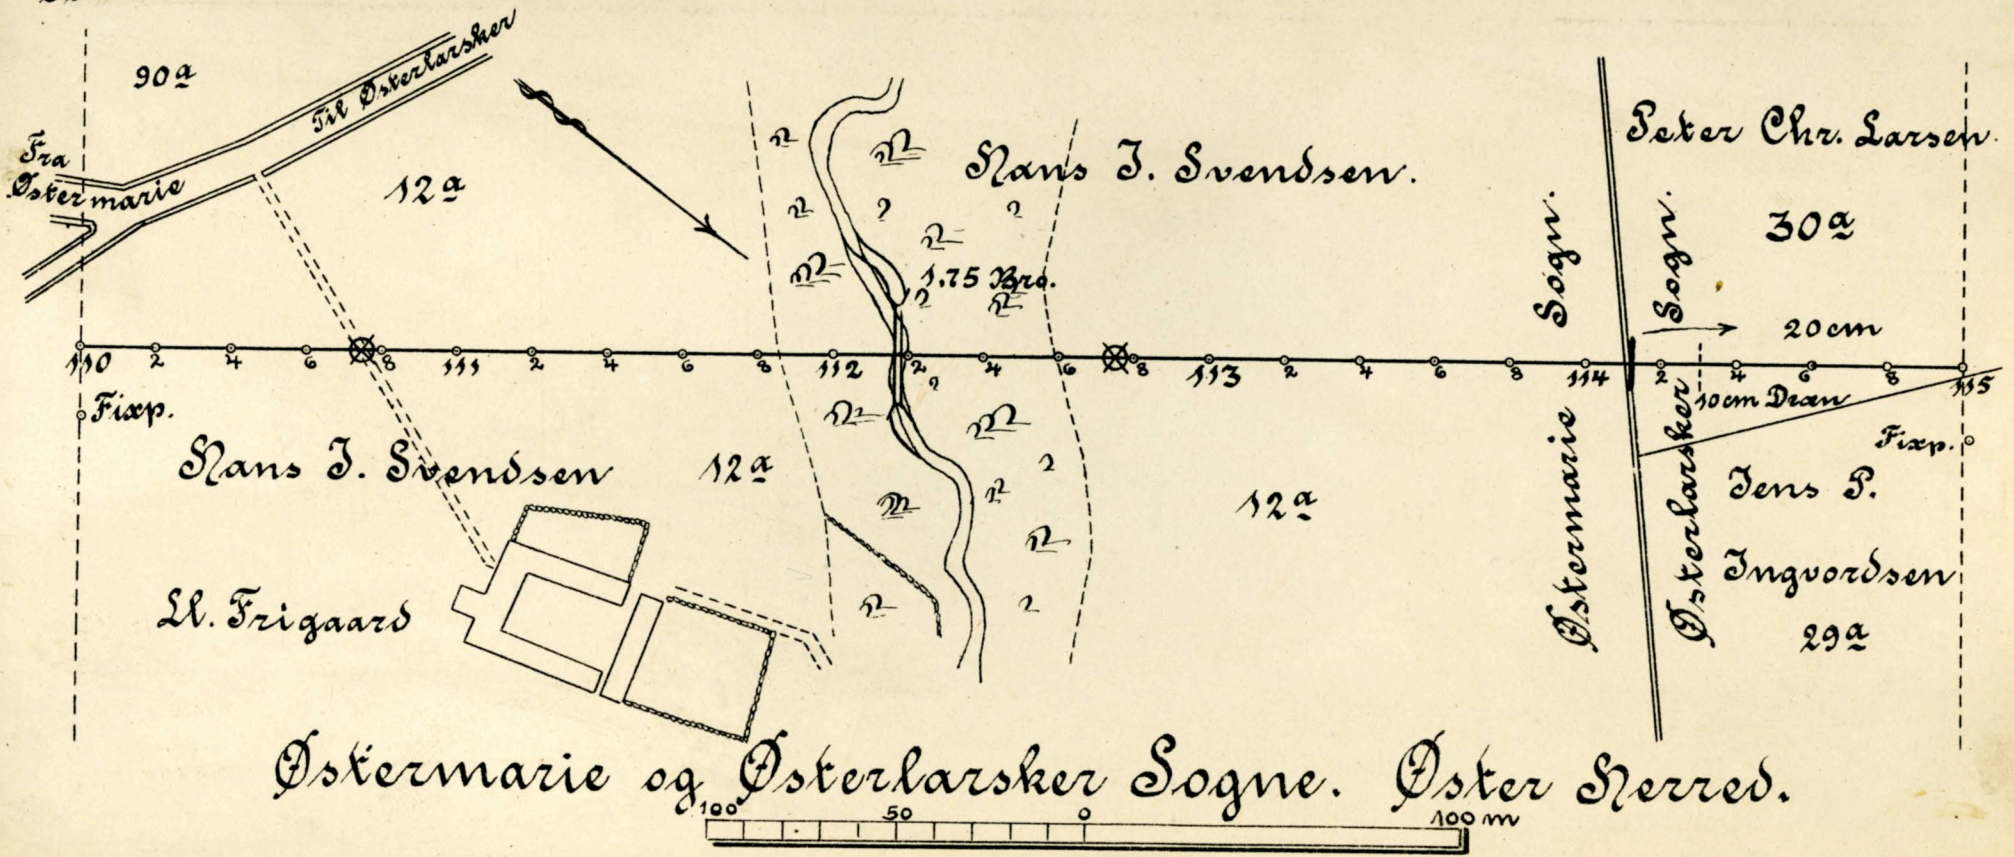 90a
Til Østerlarsker
Fra
Østermarie
12a
Hans J. Svendsen.
1.75 Bro.
Sogn.
Sogn.
Peter Chr. Larsen.
30a
20cm
110 2 4 6 8 111 2 4 6 8 112 2 4 6 8 113 2 4 6 8 114 2 4 6 8 115
10cm Dræn
Fixp.
Fixp.
Hans J. Svendsen
12a
12a
Østermarie
Østerlarsker
Jens P.
Ingvordsen
29a
Ll. Frigaard
Østermarie og Østerlarsker Sogne. Øster Herred.
100 50 0 100 m